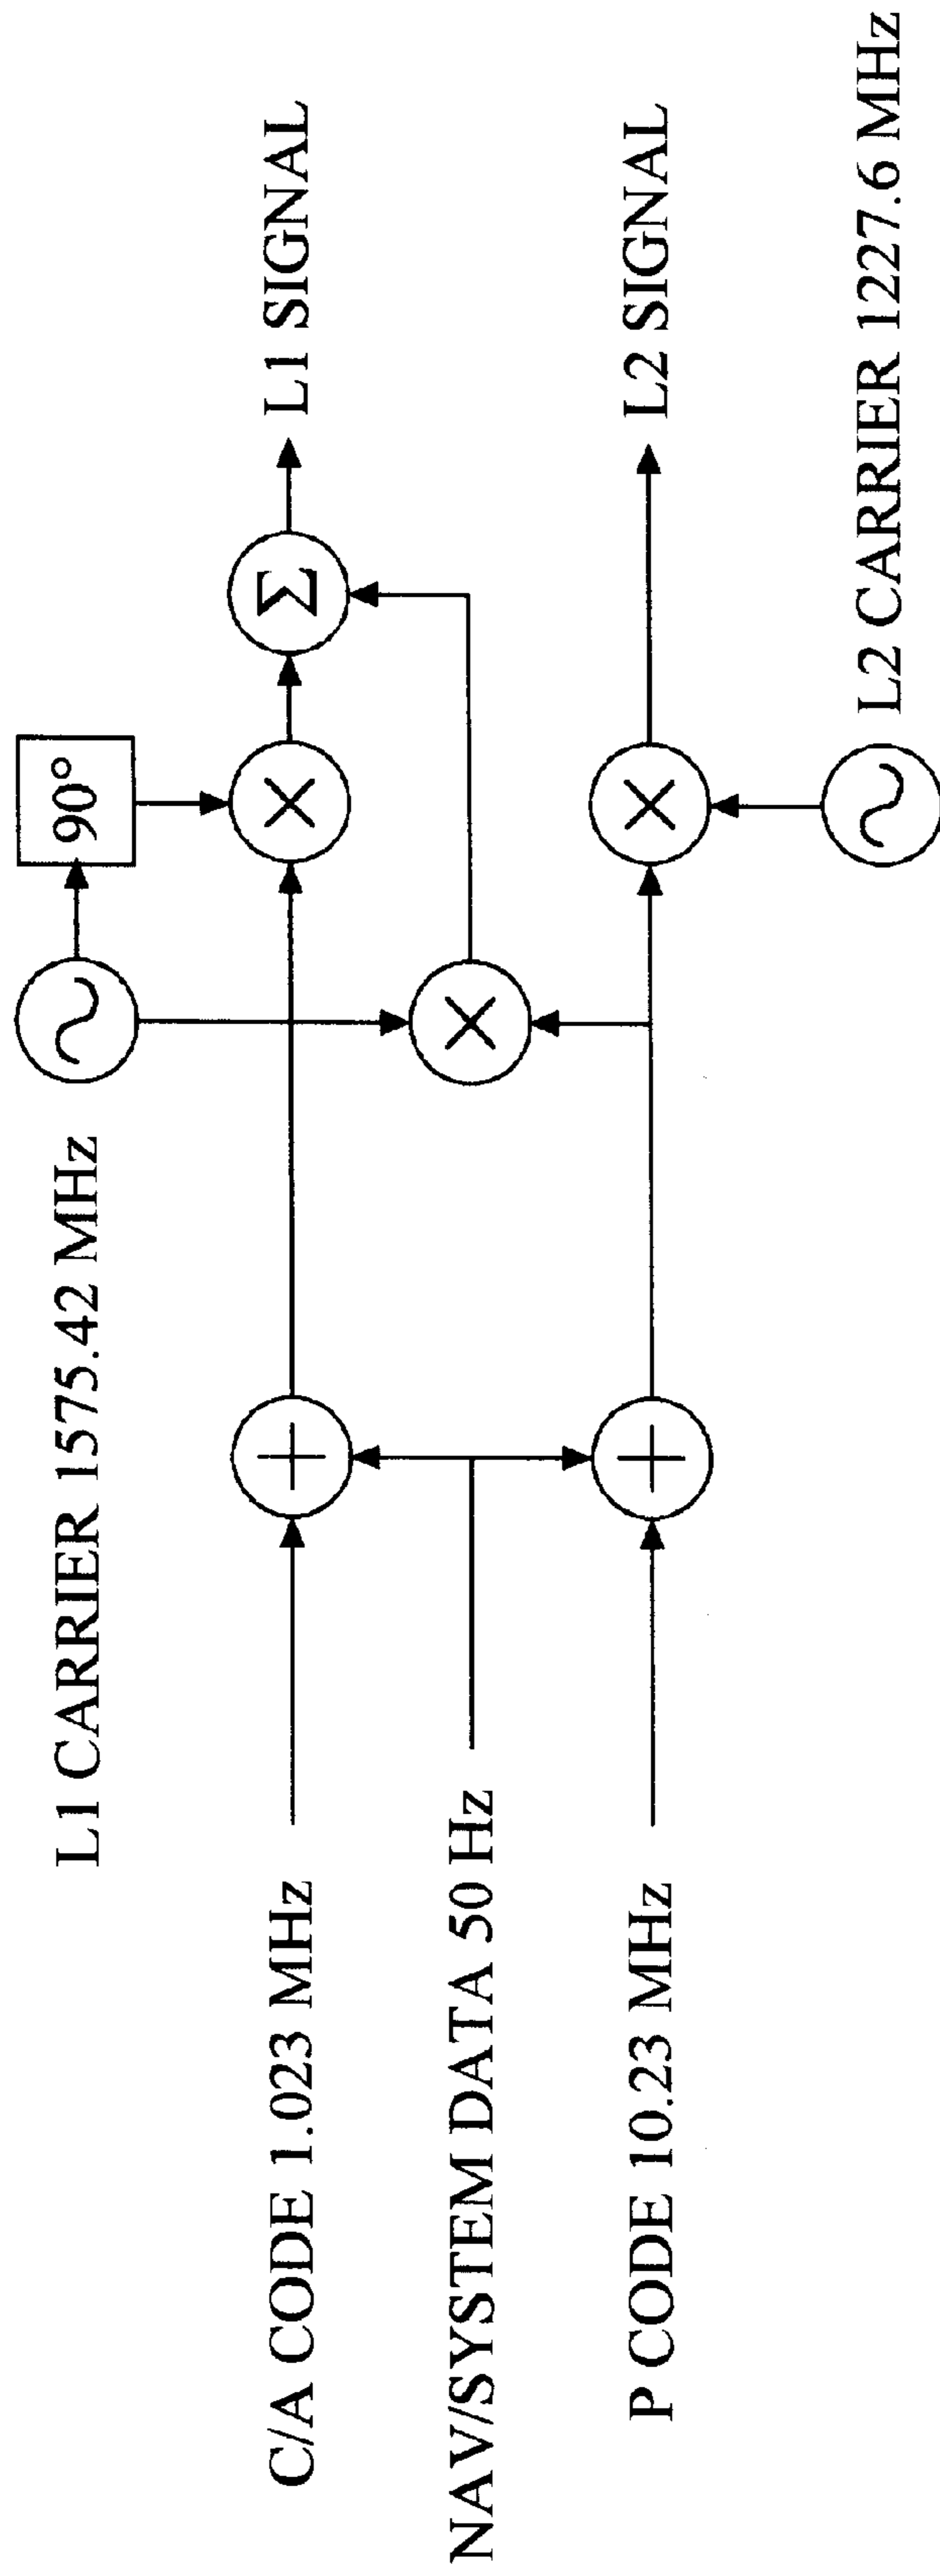 L1 CARRIER 1575.42 MHz
90°
C/A CODE 1.023 MHz
Σ
L1 SIGNAL
NAV/SYSTEM DATA 50 Hz
P CODE 10.23 MHz
L2 SIGNAL
L2 CARRIER 1227.6 MHz